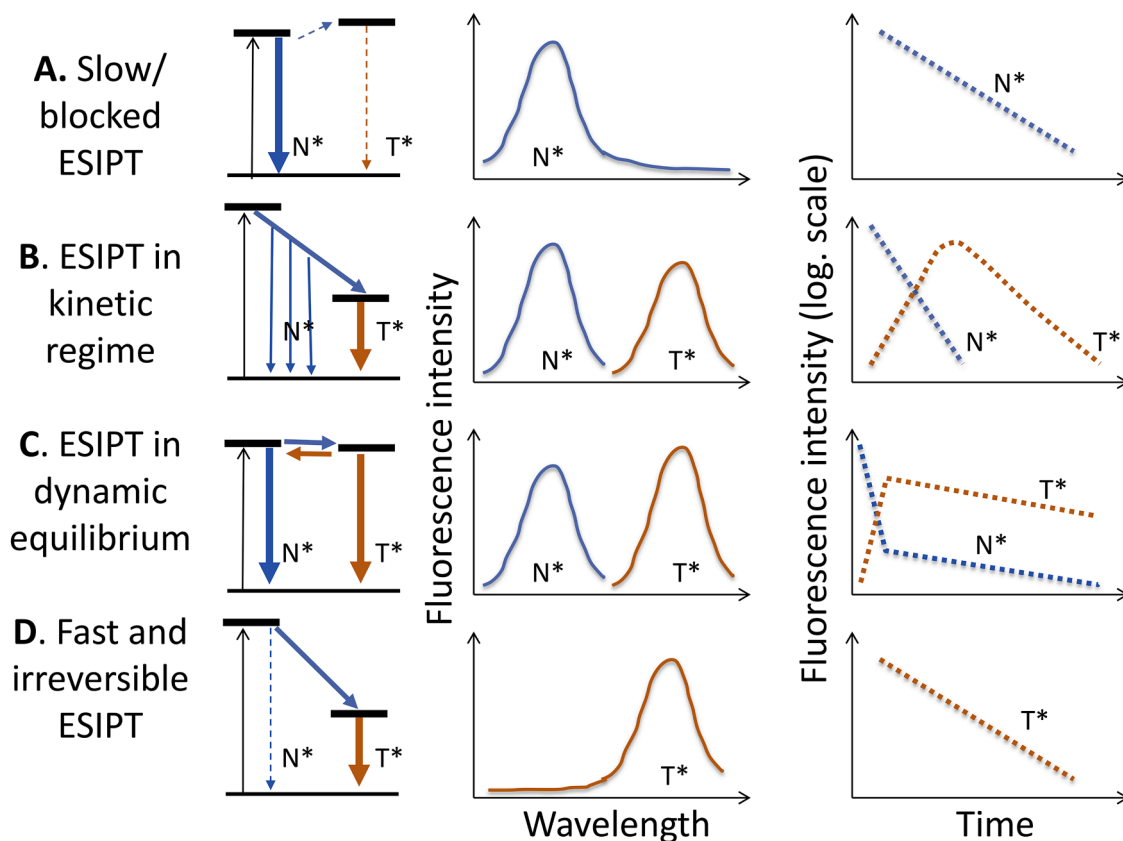 A. Slow/
blocked
ESIPT
N*
T*
N*
N*
B. ESIPT in
kinetic
regime
N*
T*
N*
T*
N*
T*
C. ESIPT in
dynamic
equilibrium
N*
T*
N*
T*
T*
N*
D. Fast and
irreversible
ESIPT
N*
T*
T*
T*
Fluorescence intensity
Fluorescence intensity (log. scale)
Wavelength
Time